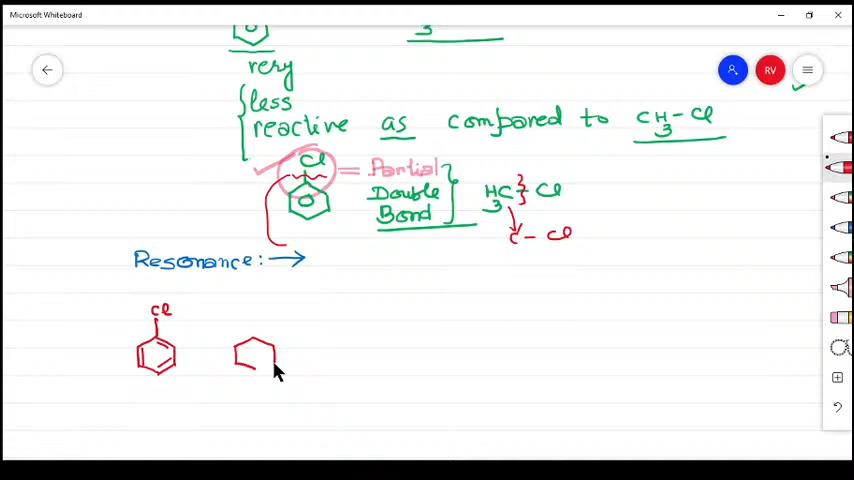 Microsoft Whiteboard
3
very
less
reactive as compared to CH3-Cl
RV
Cl
= Partial
Double
Bond
H3C - Cl
C - Cl
Resonance: →
Cl